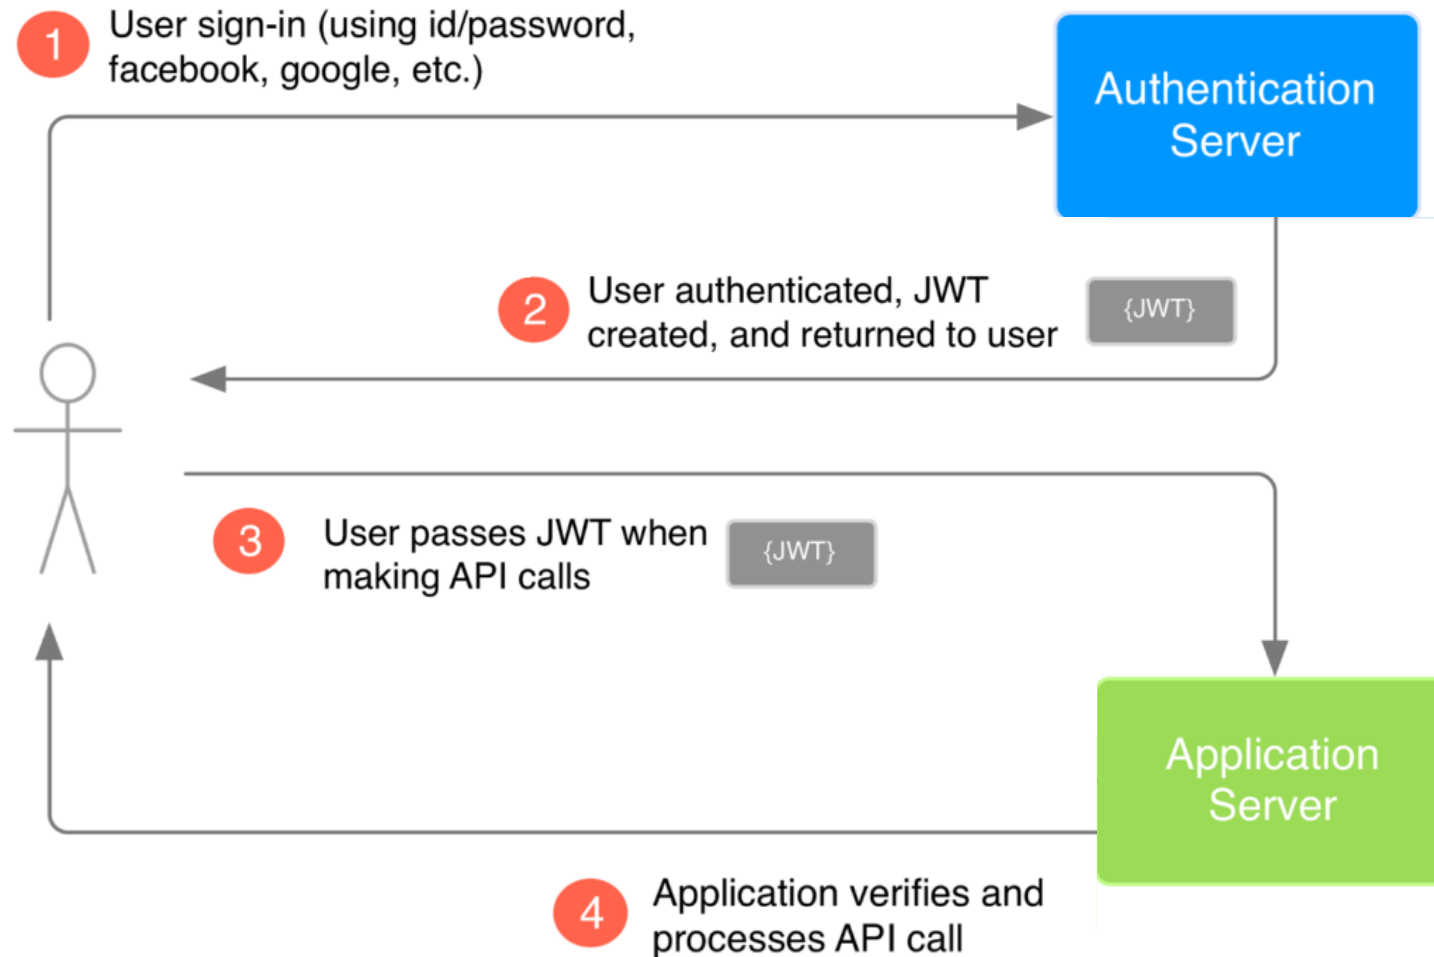 1
User sign-in (using id/password,
facebook, google, etc.)
Authentication
Server
2
User authenticated, JWT
created, and returned to user
{JWT}
3
User passes JWT when
making API calls
{JWT}
Application
Server
4
Application verifies and
processes API call